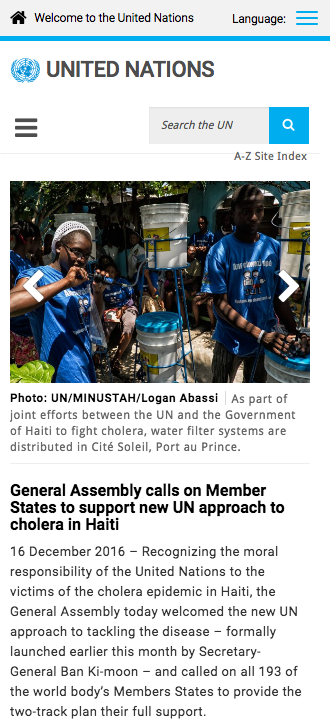 Welcome to the United Nations
Language:
UNITED NATIONS
Search the UN
A-Z Site Index
Photo: UN/MINUSTAH/Logan Abassi | As part of
joint efforts between the UN and the Government
of Haiti to fight cholera, water filter systems are
distributed in Cité Soleil, Port au Prince.
General Assembly calls on Member
States to support new UN approach to
cholera in Haiti
16 December 2016 – Recognizing the moral
responsibility of the United Nations to the
victims of the cholera epidemic in Haiti, the
General Assembly today welcomed the new UN
approach to tackling the disease – formally
launched earlier this month by Secretary-
General Ban Ki-moon – and called on all 193 of
the world body’s Members States to provide the
two-track plan their full support.